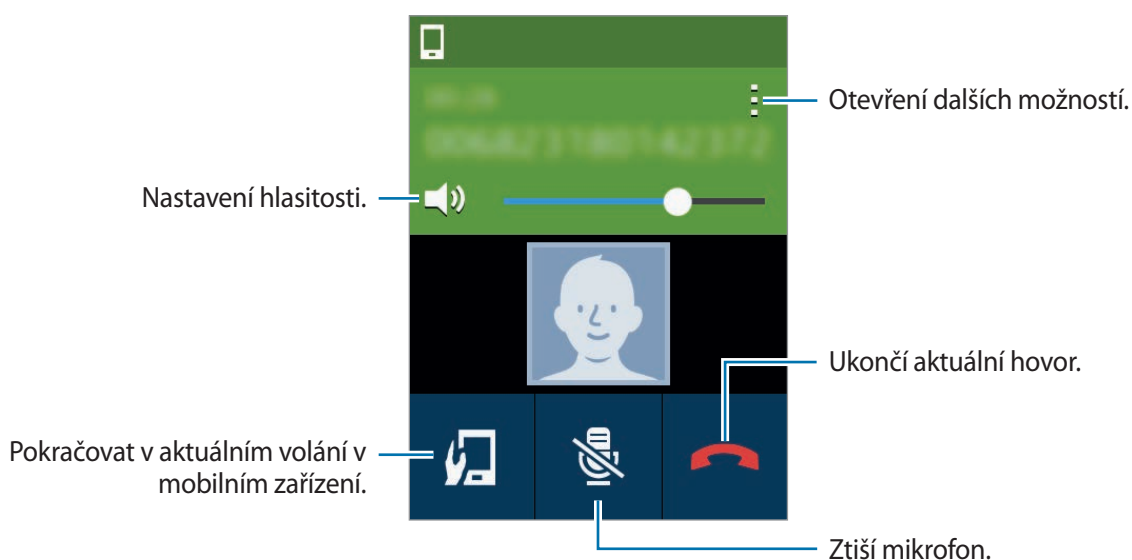 Otevření dalších možností.
Nastavení hlasitosti.
Ukončí aktuální hovor.
Pokračovat v aktuálním volání v
mobilním zařízení.
Ztiší mikrofon.